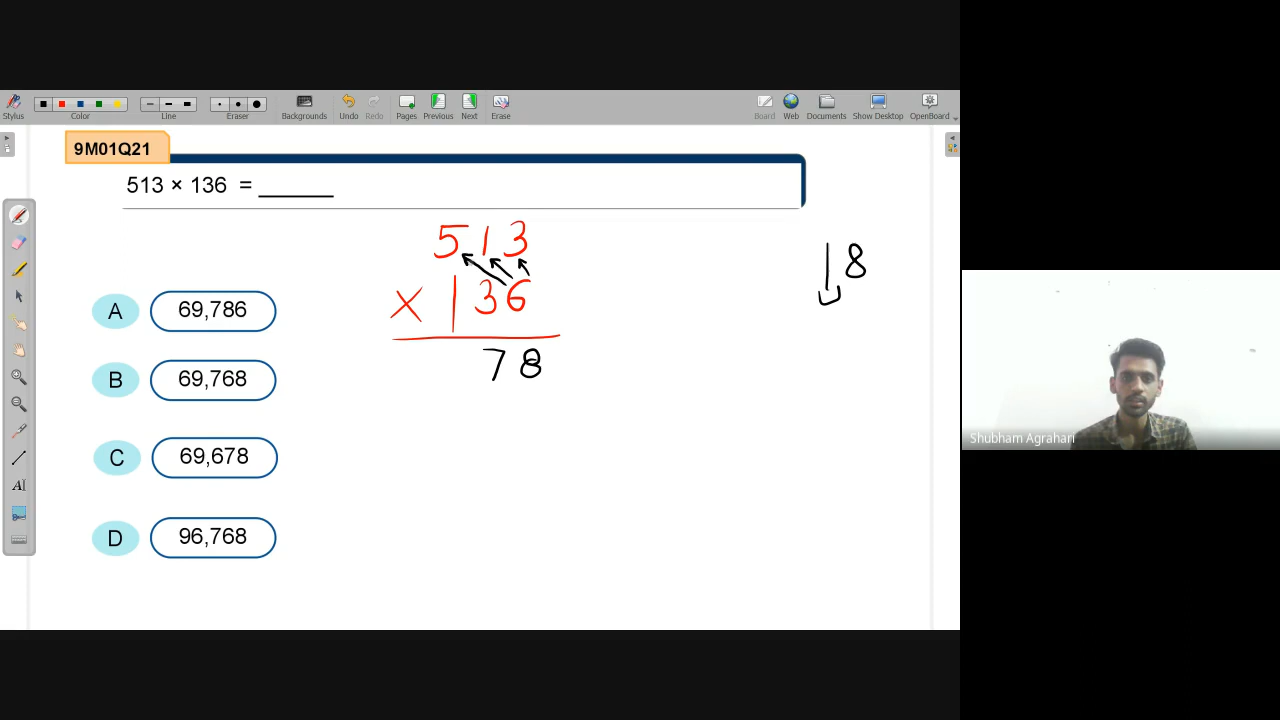 Stylus Color Line Eraser Backgrounds Undo Redo Pages Previous Next Erase Board Web Documents Show Desktop OpenBoard
9M01Q21
513 × 136 = ______
513
× 136
78
18
A 69,786
B 69,768
C 69,678
D 96,768
Shubham Agrahari